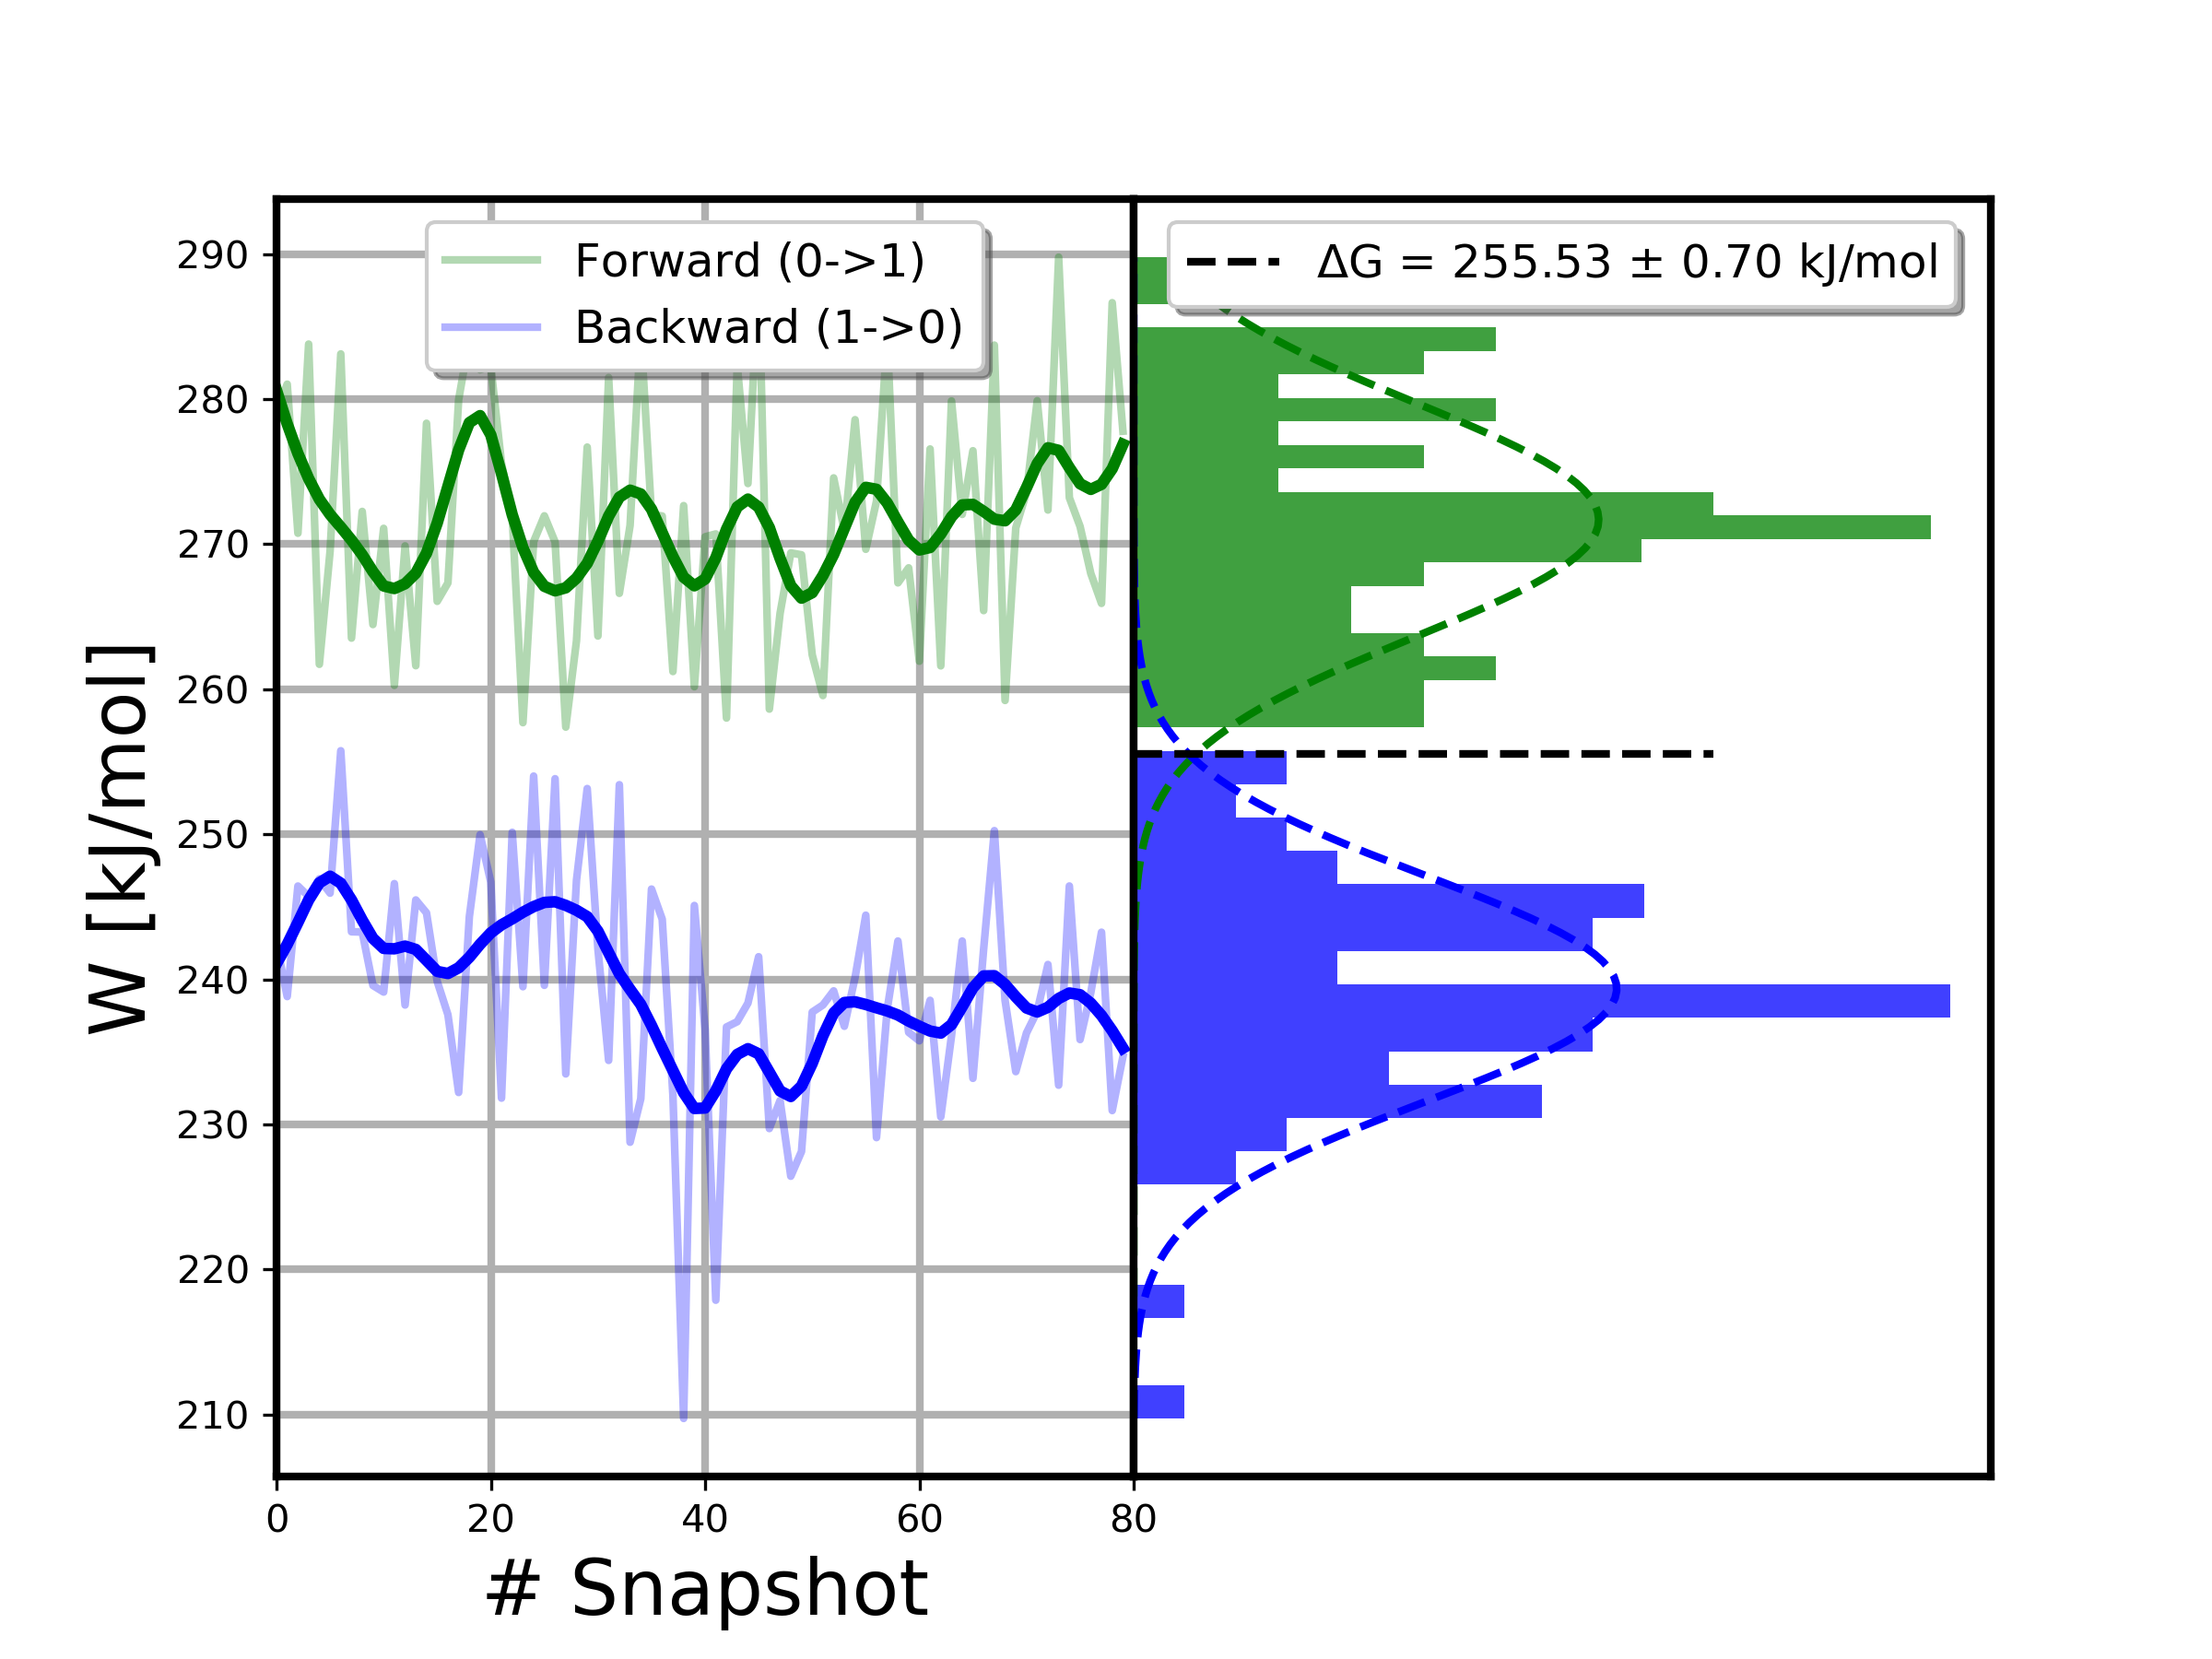 Forward (0->1)
Backward (1->0)
ΔG = 255.53 ± 0.70 kJ/mol
W [kJ/mol]
290
280
270
260
250
240
230
220
210
0 20 40 60 80
# Snapshot